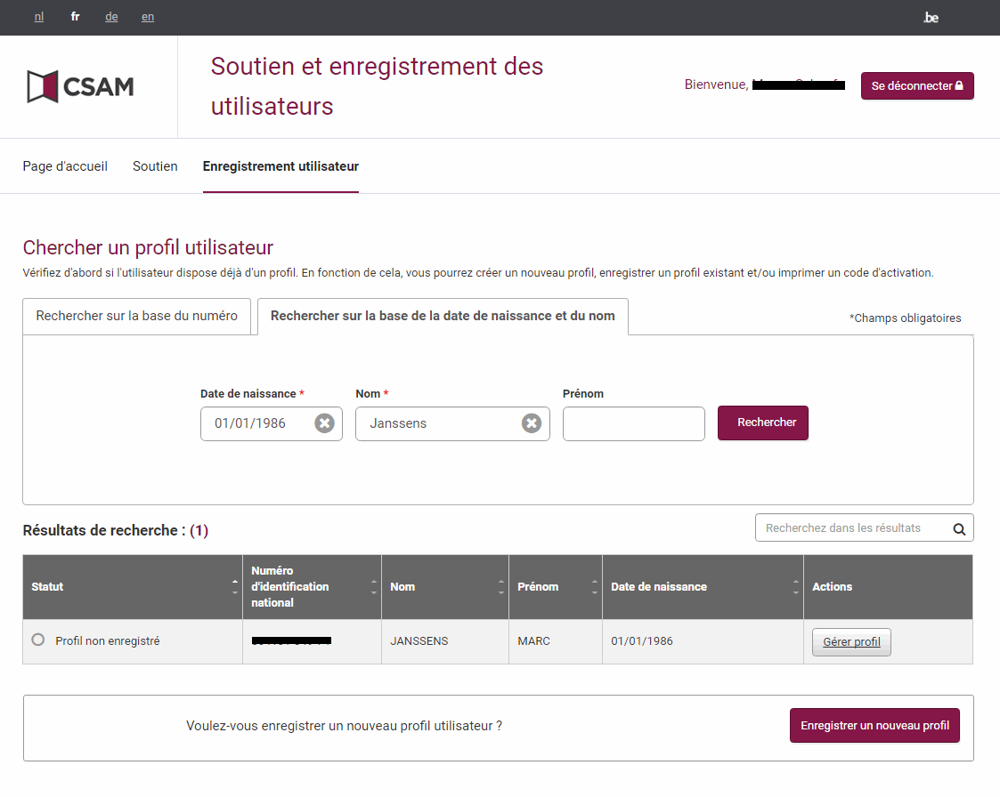 nl fr de en .be
CSAM
Soutien et enregistrement des
utilisateurs
Bienvenue,
Se déconnecter
Page d'accueil Soutien Enregistrement utilisateur
Chercher un profil utilisateur
Vérifiez d'abord si l'utilisateur dispose déjà d'un profil. En fonction de cela, vous pourrez créer un nouveau profil, enregistrer un profil existant et/ou imprimer un code d'activation.
Rechercher sur la base du numéro Rechercher sur la base de la date de naissance et du nom *Champs obligatoires
Date de naissance * Nom * Prénom
01/01/1986 Janssens Rechercher
Résultats de recherche : (1) Recherchez dans les résultats
Statut Numéro
d'identification
national Nom Prénom Date de naissance Actions
Profil non enregistré JANSSENS MARC 01/01/1986 Gérer profil
Voulez-vous enregistrer un nouveau profil utilisateur ? Enregistrer un nouveau profil